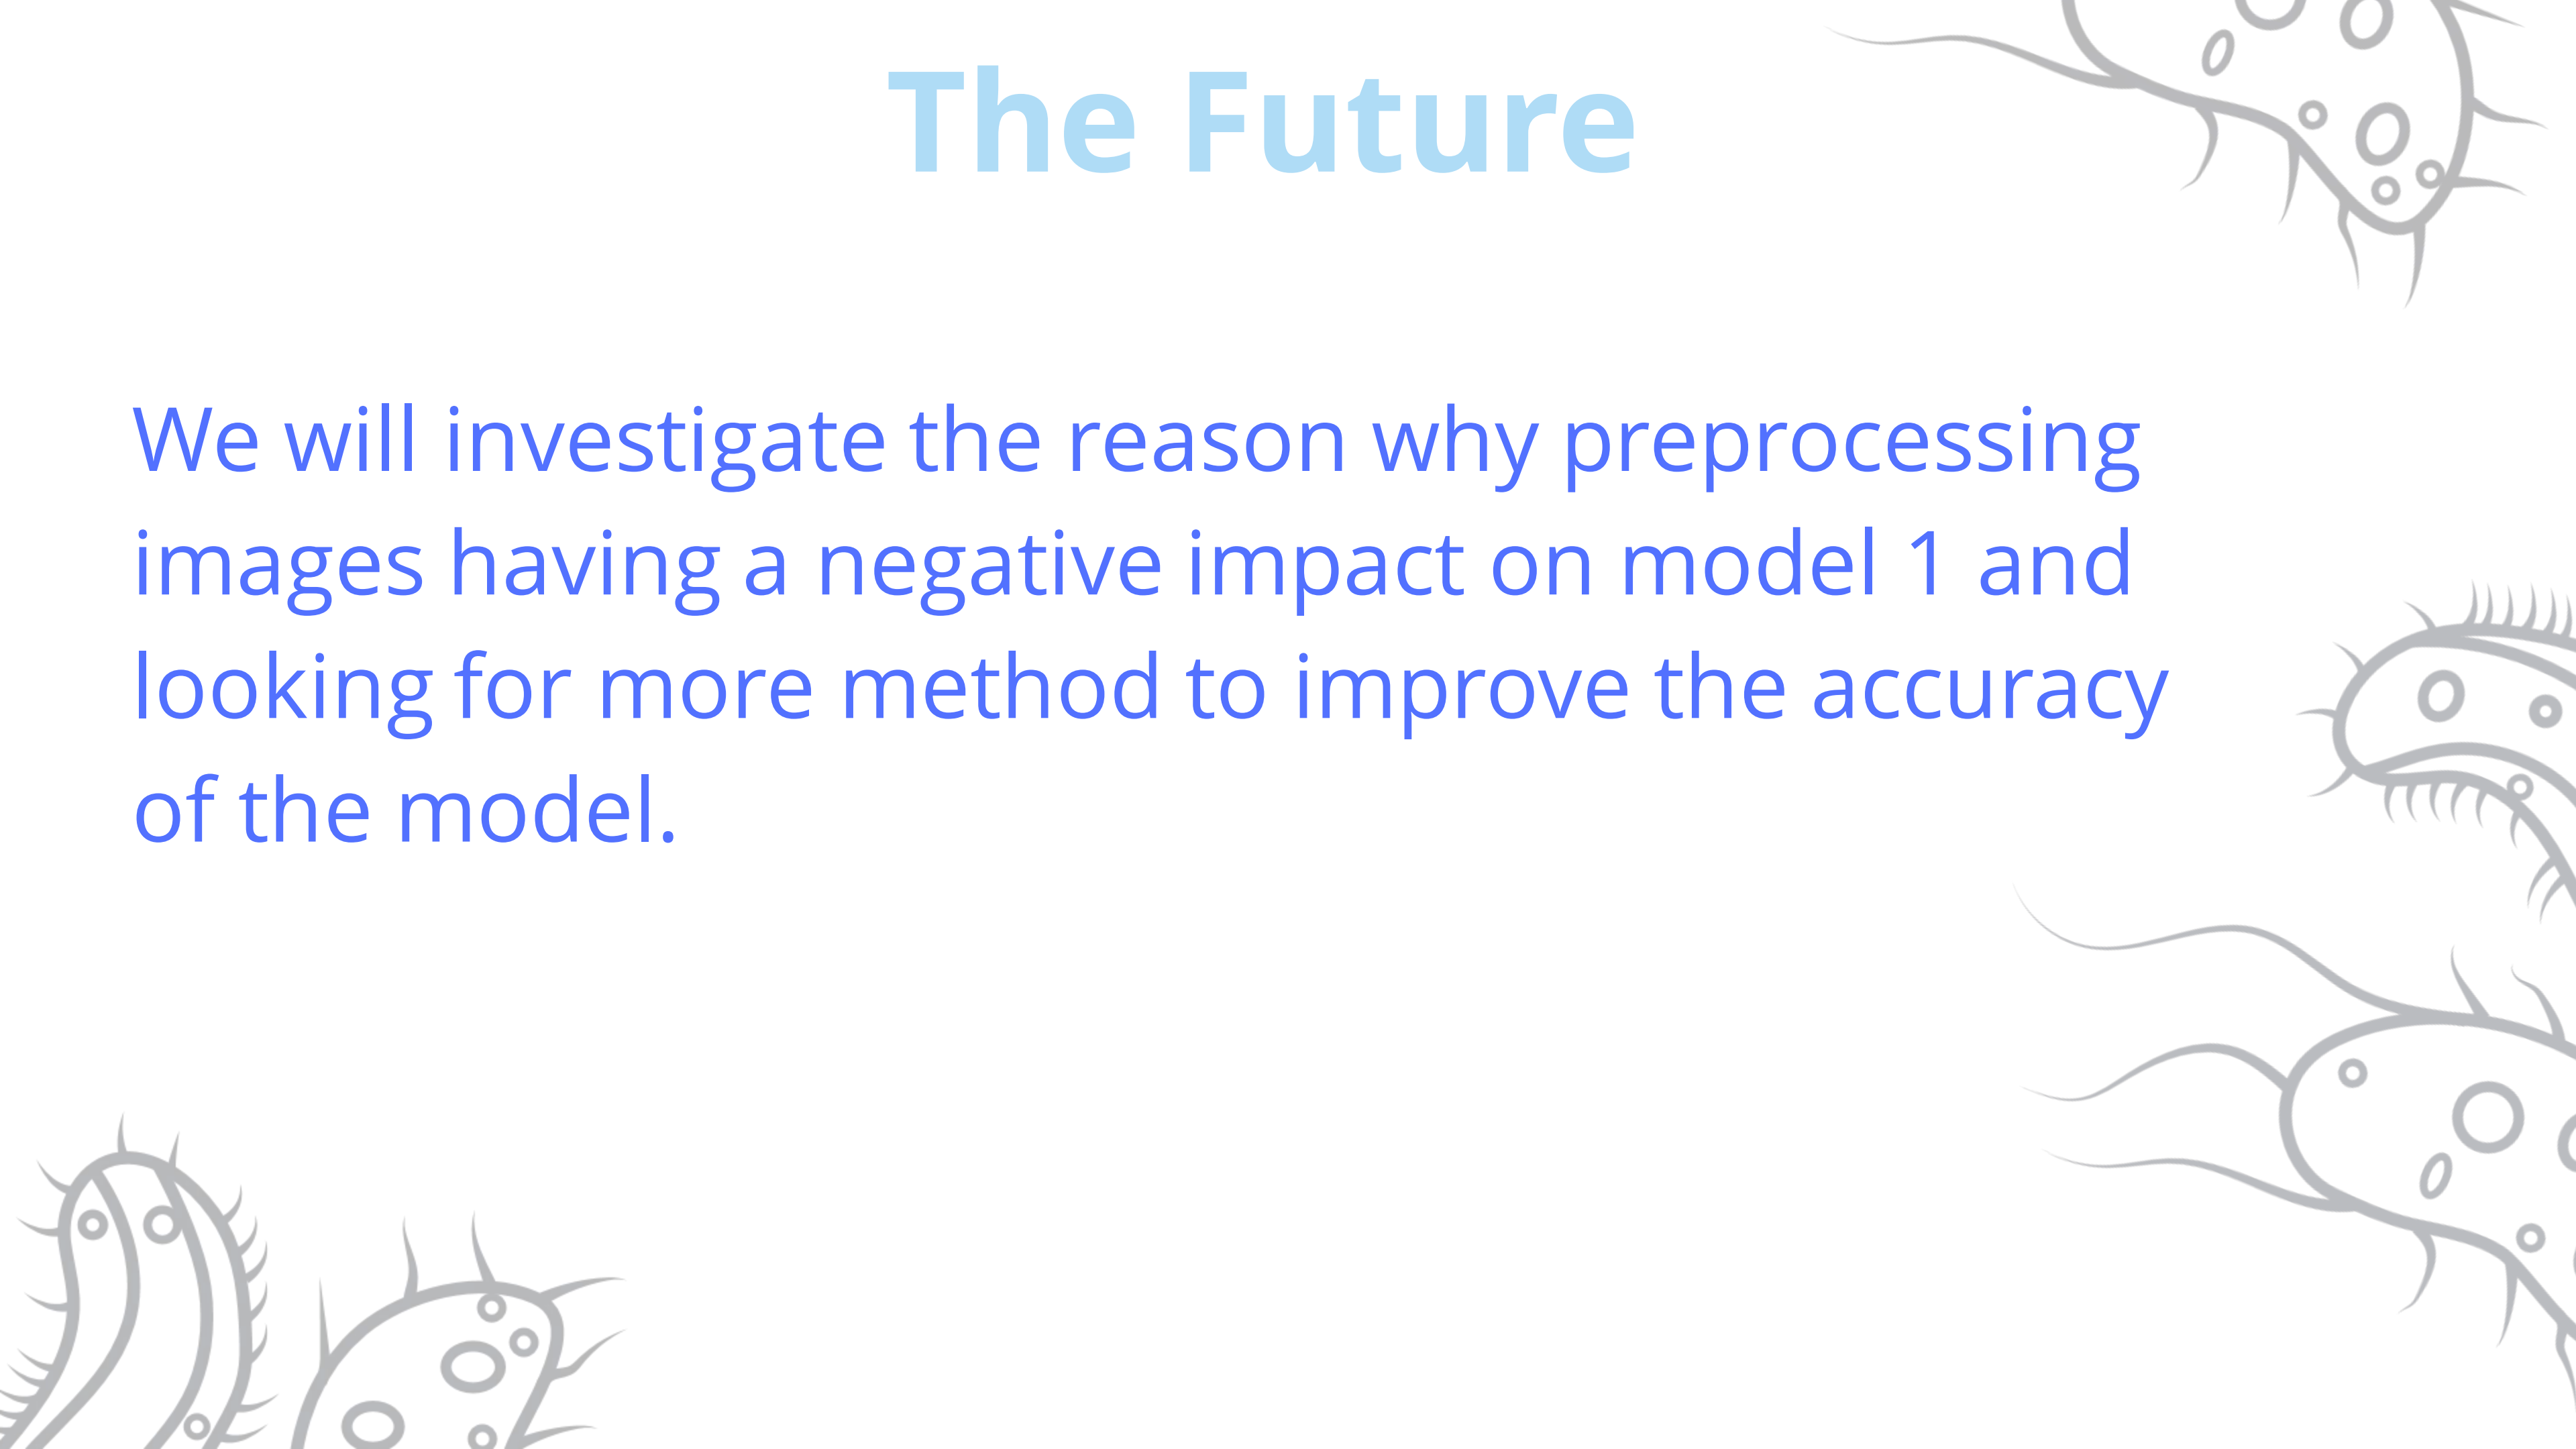 The Future
We will investigate the reason why preprocessing
images having a negative impact on model 1 and
looking for more method to improve the accuracy
of the model.